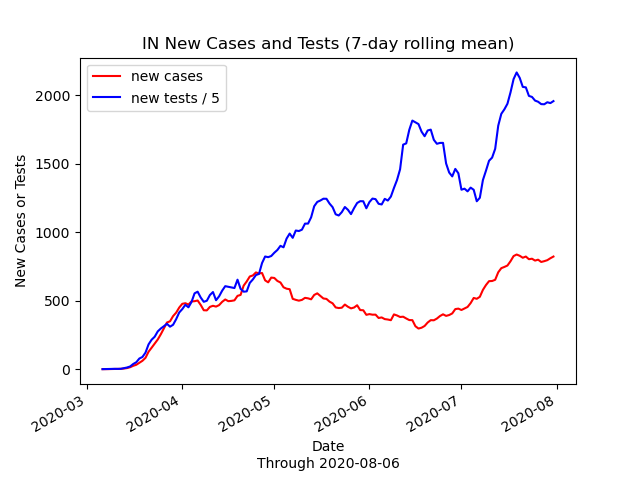 IN New Cases and Tests (7-day rolling mean)
new cases
new tests / 5
New Cases or Tests
2000
1500
1000
500
0
2020-03
2020-04
2020-05
2020-06
2020-07
2020-08
Date
Through 2020-08-06